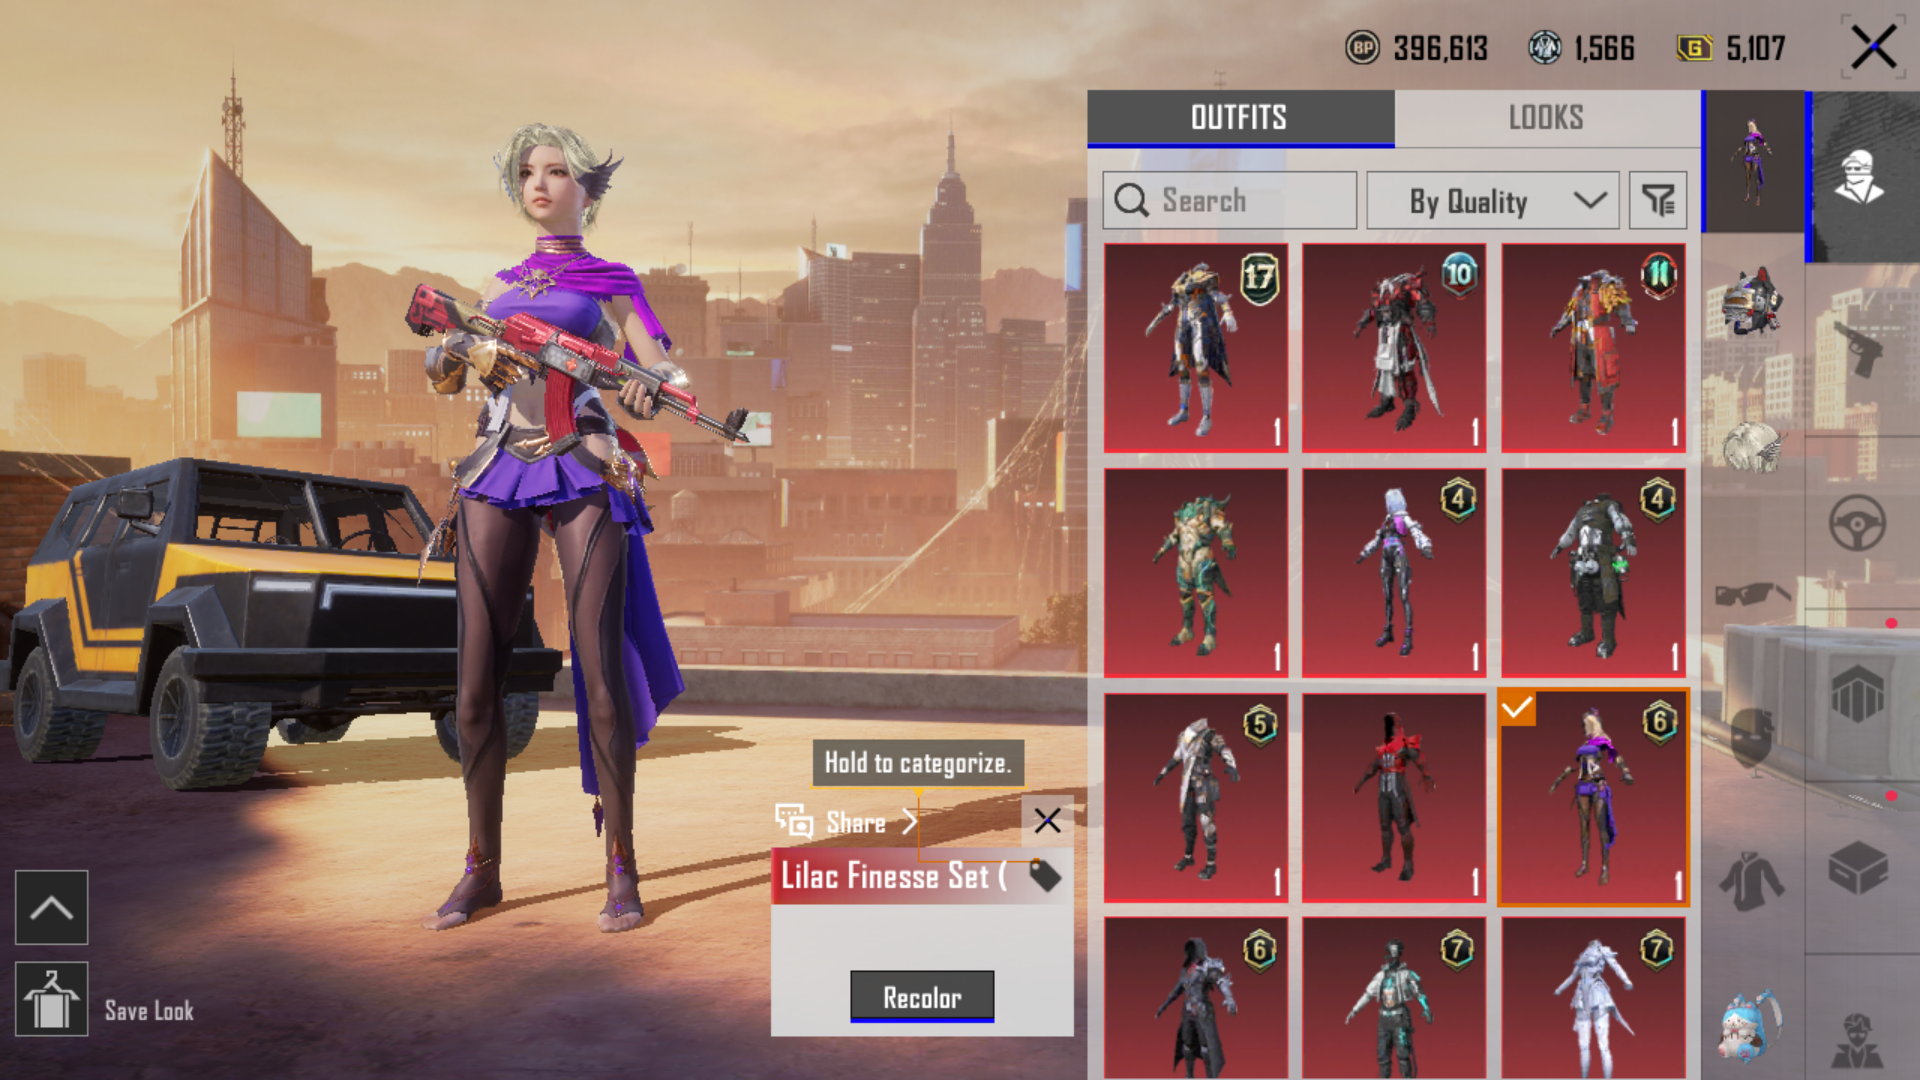 BP 396,613 1,566 G 5,107
OUTFITS LOOKS
Search By Quality
17 10 11
1 1 1
4 4
1 1 1
5 6
1 1 1
6 7 7
Hold to categorize.
Share
Lilac Finesse Set (
Recolor
Save Look